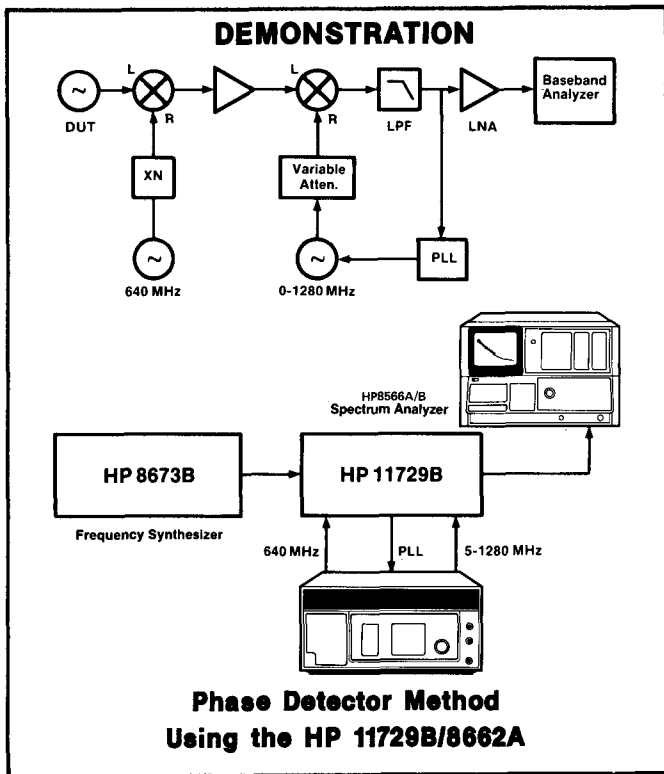 DEMONSTRATION
L
L
Baseband
Analyzer
DUT
R
R
LPF
LNA
XN
Variable
Atten.
PLL
640 MHz
0-1280 MHz
HP8566A/B
Spectrum Analyzer
HP 8673B
HP 11729B
Frequency Synthesizer
640 MHz
PLL
5-1280 MHz
Phase Detector Method
Using the HP 11729B/8662A